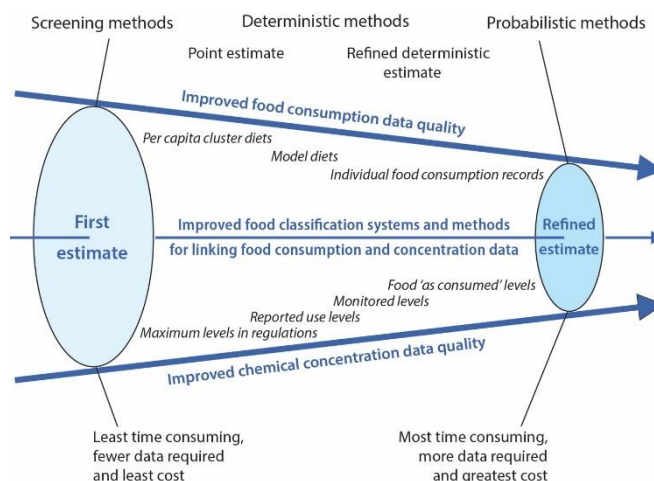 Screening methods
Deterministic methods
Probabilistic methods
Point estimate
Refined deterministic
estimate
Improved food consumption data quality
Per capita cluster diets
Model diets
Individual food consumption records
First
estimate
Improved food classification systems and methods
for linking food consumption and concentration data
Refined
estimate
Food ‘as consumed’ levels
Monitored levels
Reported use levels
Maximum levels in regulations
Improved chemical concentration data quality
Least time consuming,
fewer data required
and least cost
Most time consuming,
more data required
and greatest cost